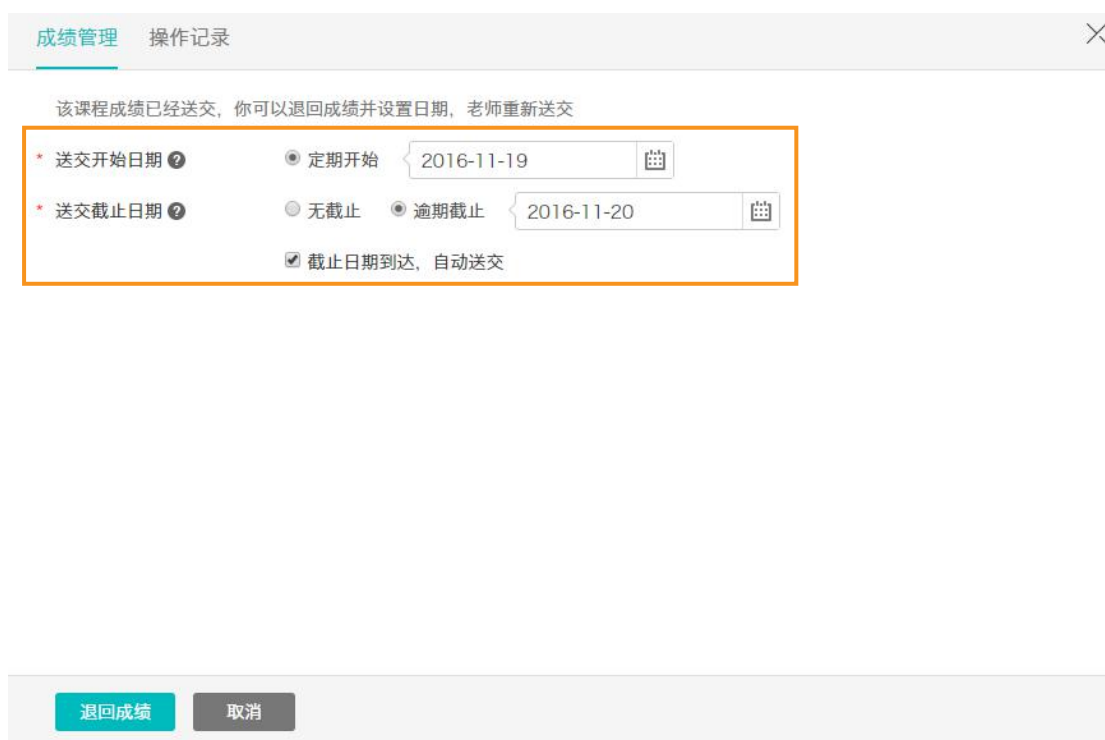 成绩管理 操作记录
该课程成绩已经送交，你可以退回成绩并设置日期，老师重新送交
* 送交开始日期 ? 定期开始 2016-11-19
* 送交截止日期 ? 无截止 逾期截止 2016-11-20
截止日期到达，自动送交
退回成绩 取消